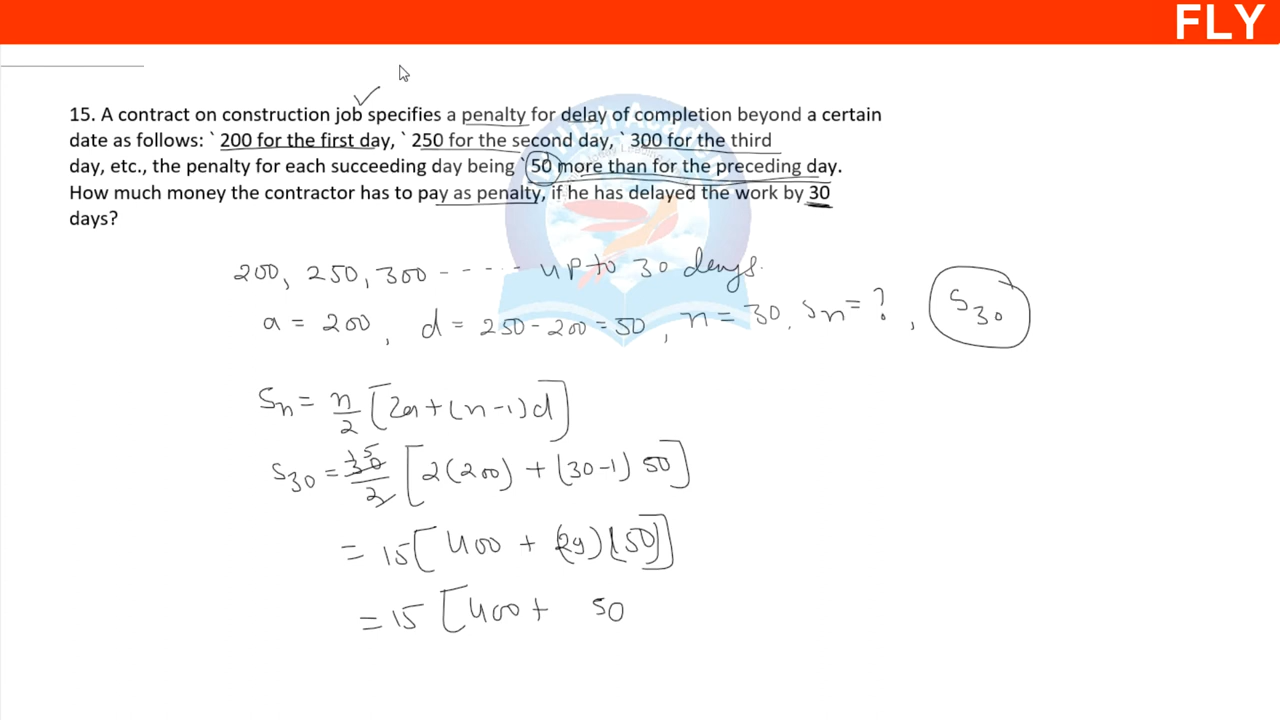 FLY
15. A contract on construction job specifies a penalty for delay of completion beyond a certain
date as follows: ` 200 for the first day, ` 250 for the second day, ` 300 for the third
day, etc., the penalty for each succeeding day being ` 50 more than for the preceding day.
How much money the contractor has to pay as penalty, if he has delayed the work by 30
days?
200, 250, 300 - - - - - up to 30 days.
a = 200 , d = 250 - 200 = 50 , n = 30, Sn = ? , S30
Sn = n/2 [2a + (n-1)d]
S30 = 30/2 15 [2(200) + (30-1) 50]
= 15[400 + (29)(50)]
= 15 [400 + 50